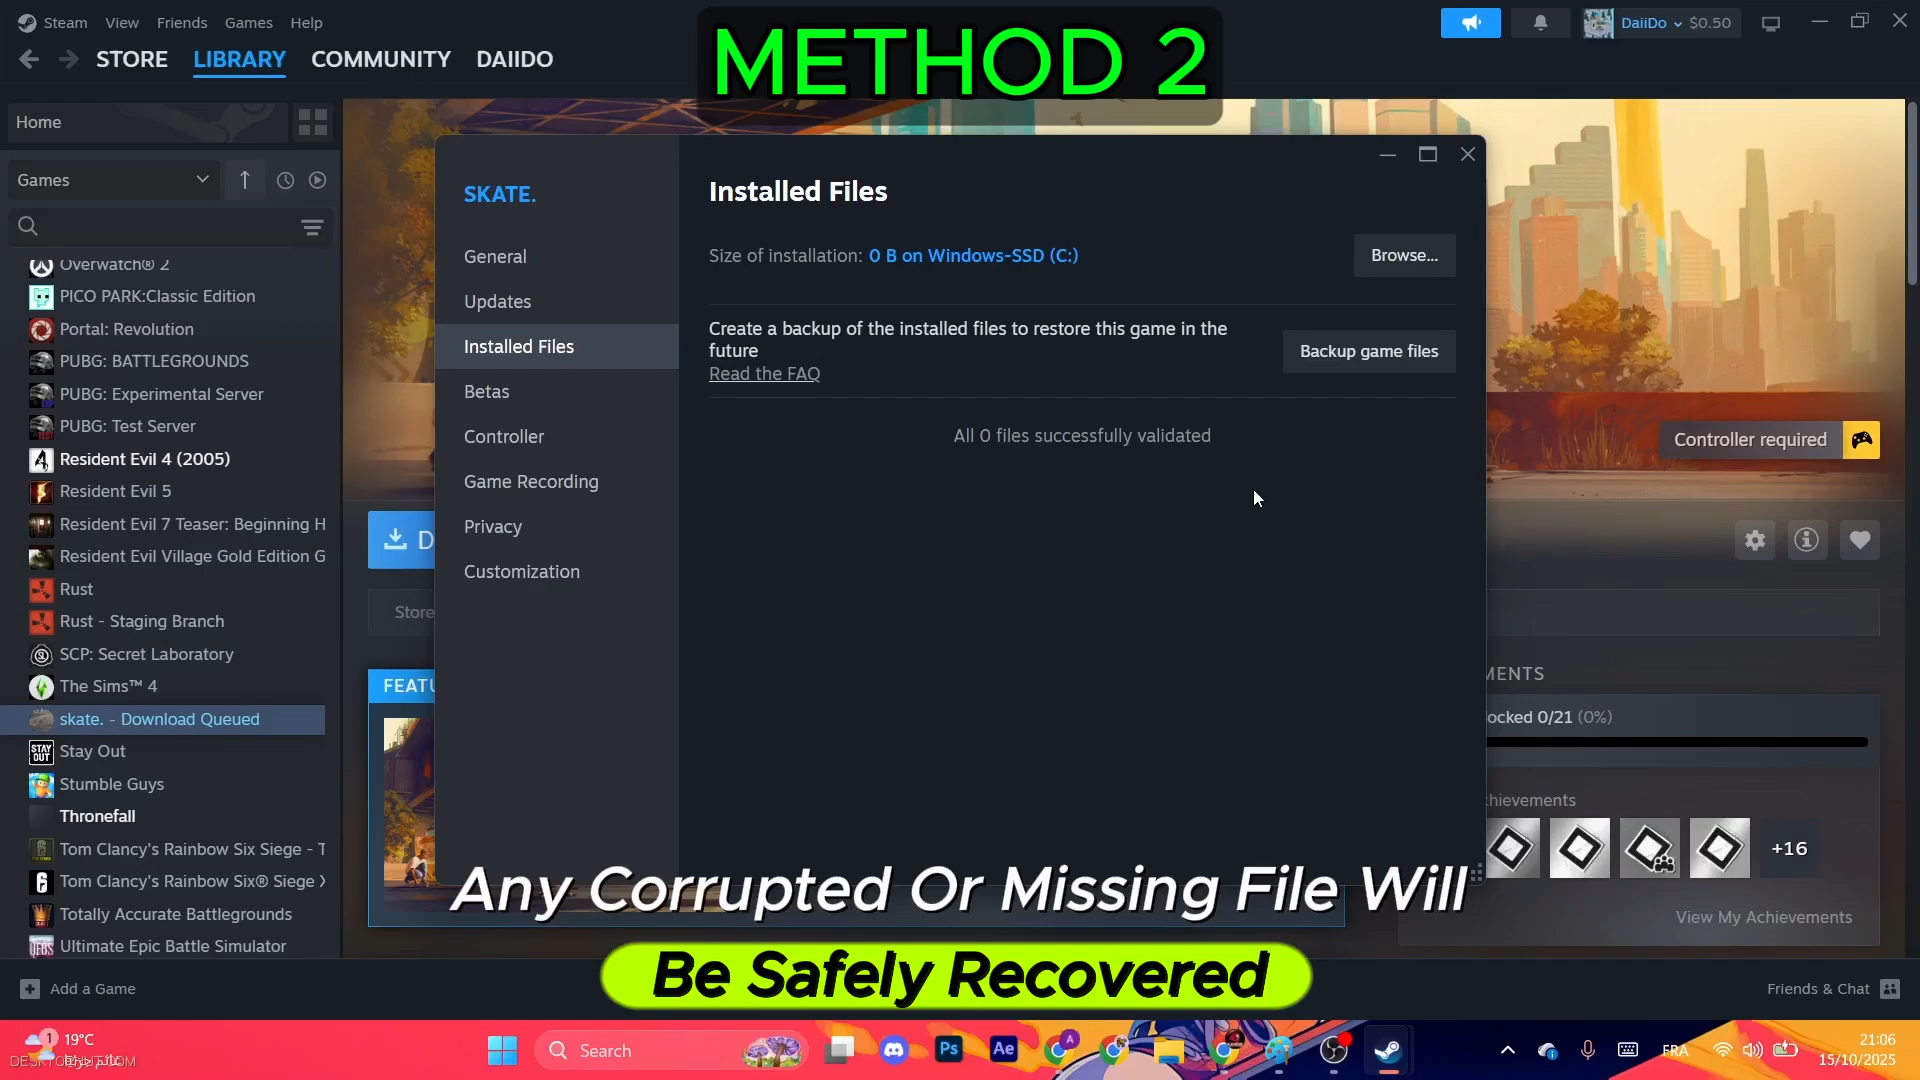 Steam View Friends Games Help
METHOD 2
DaiiDo $0.50
STORE LIBRARY COMMUNITY DAIIDO
Home
Games
SKATE.
General
Updates
Installed Files
Betas
Controller
Game Recording
Privacy
Customization
Installed Files
Size of installation: 0 B on Windows-SSD (C:)
Browse...
Create a backup of the installed files to restore this game in the
future
Read the FAQ
Backup game files
All 0 files successfully validated
Controller required
Overwatch® 2
PICO PARK:Classic Edition
Portal: Revolution
PUBG: BATTLEGROUNDS
PUBG: Experimental Server
PUBG: Test Server
Resident Evil 4 (2005)
Resident Evil 5
Resident Evil 7 Teaser: Beginning H
Resident Evil Village Gold Edition G
Rust
Rust - Staging Branch
SCP: Secret Laboratory
The Sims™ 4
skate. - Download Queued
Stay Out
Stumble Guys
Thronefall
Tom Clancy's Rainbow Six Siege - T
Tom Clancy's Rainbow Six® Siege X
Totally Accurate Battlegrounds
Ultimate Epic Battle Simulator
D
Store
FEATU
MENTS
ocked 0/21 (0%)
chievements
+16
View My Achievements
Any Corrupted Or Missing File Will
Be Safely Recovered
Add a Game
Friends & Chat
1
19°C
Search
Ps
Ae
FRA
21:06
15/10/2025